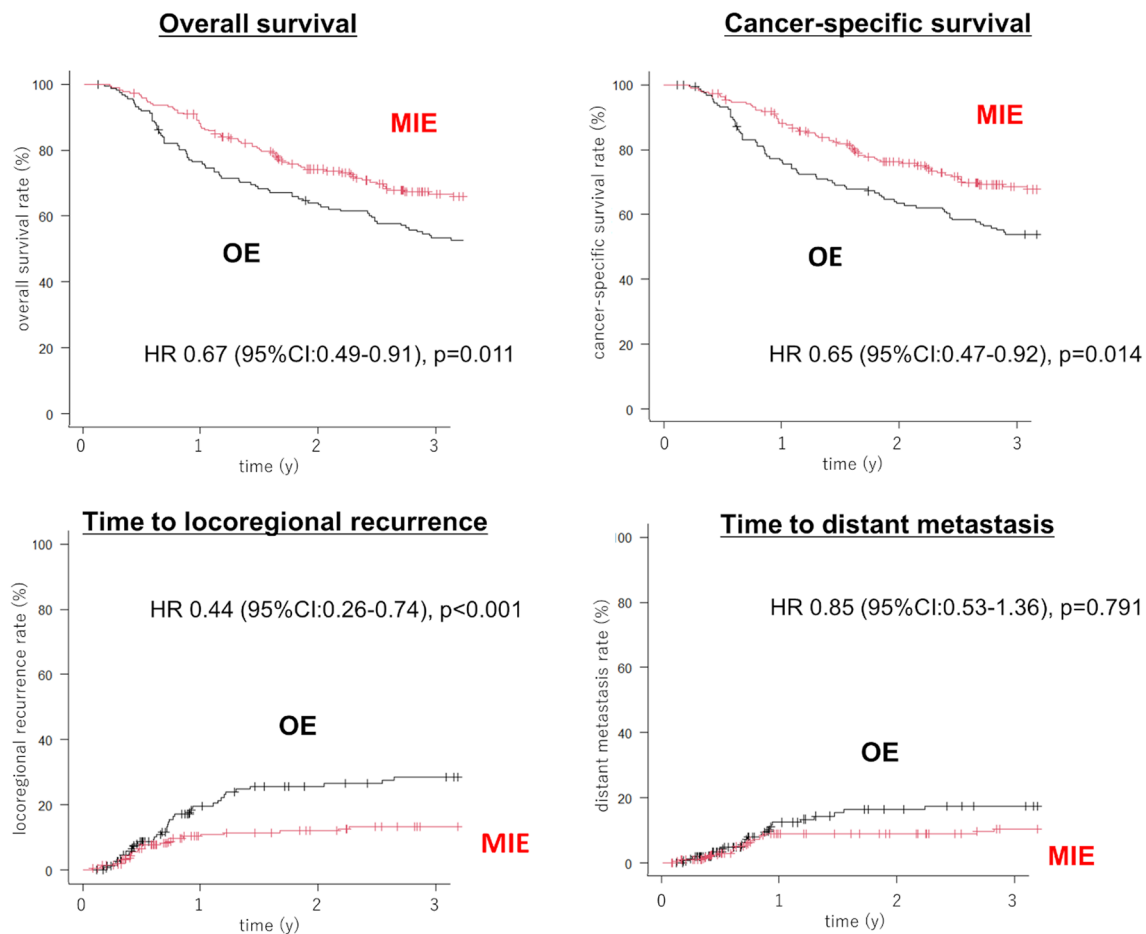 Overall survival
100
80
60
40
20
0
overall survival rate (%)
MIE
OE
HR 0.67 (95%CI:0.49-0.91), p=0.011
0 1 2 3
time (y)
Cancer-specific survival
100
80
60
40
20
0
cancer-specific survival rate (%)
MIE
OE
HR 0.65 (95%CI:0.47-0.92), p=0.014
0 1 2 3
time (y)
Time to locoregional recurrence
100
80
60
40
20
0
locoregional recurrence rate (%)
HR 0.44 (95%CI:0.26-0.74), p<0.001
OE
MIE
0 1 2 3
time (y)
Time to distant metastasis
100
80
60
40
20
0
distant metastasis rate (%)
HR 0.85 (95%CI:0.53-1.36), p=0.791
OE
MIE
0 1 2 3
time (y)